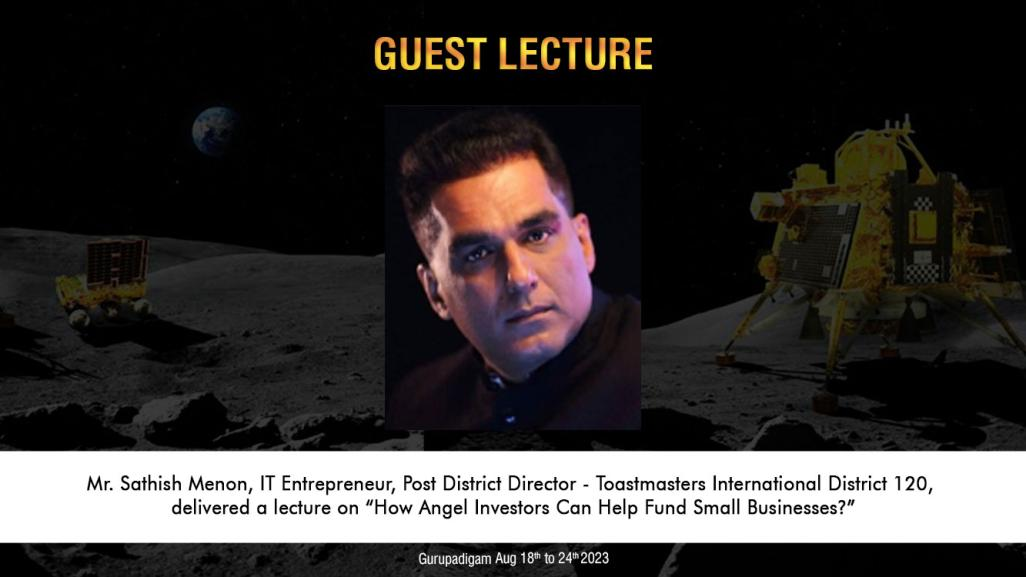 GUEST LECTURE
Mr. Sathish Menon, IT Entrepreneur, Post District Director - Toastmasters International District 120,
delivered a lecture on “How Angel Investors Can Help Fund Small Businesses?”
Gurupadigam Aug 18th to 24th 2023